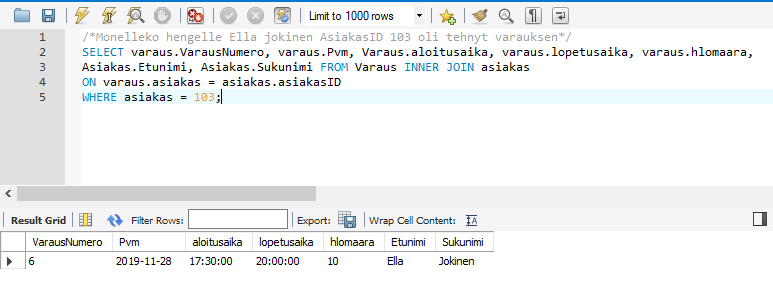 Limit to 1000 rows
1 /*Monelleko hengelle Ella jokinen AsiakasID 103 oli tehnyt varauksen*/
2 SELECT varaus.VarausNumero, varaus.Pvm, Varaus.aloitusaika, varaus.lopetusaika, varaus.hlomaara,
3 Asiakas.Etunimi, Asiakas.Sukunimi FROM Varaus INNER JOIN asiakas
4 ON varaus.asiakas = asiakas.asiakasID
5 WHERE asiakas = 103;
Result Grid Filter Rows: Export: Wrap Cell Content:
VarausNumero Pvm aloitusaika lopetusaika hlomaara Etunimi Sukunimi
6 2019-11-28 17:30:00 20:00:00 10 Ella Jokinen